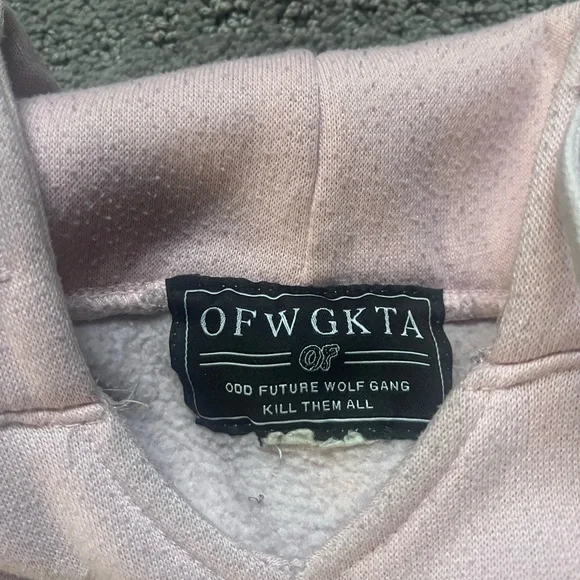 OFWGKTA
OF
ODD FUTURE WOLF GANG
KILL THEM ALL